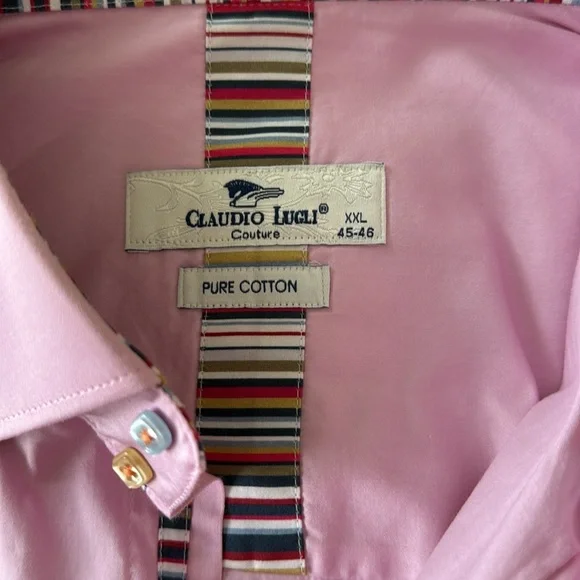 CLAUDIO LUGLI® XXL
Couture 45-46
PURE COTTON